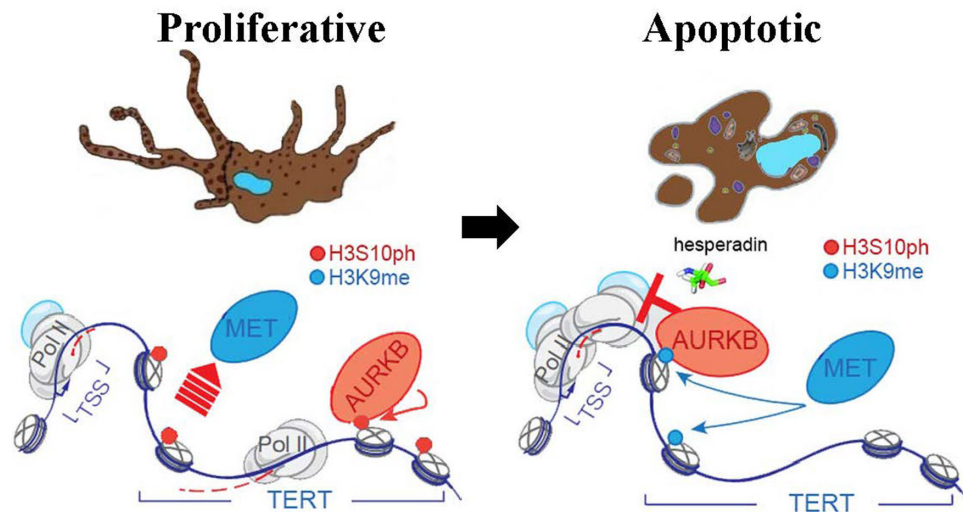 Proliferative
Apoptotic
H3S10ph
H3K9me
hesperadin
H3S10ph
H3K9me
MET
Pol II
TSS
AURKB
Pol II
TERT
AURKB
MET
Pol II
TSS
TERT